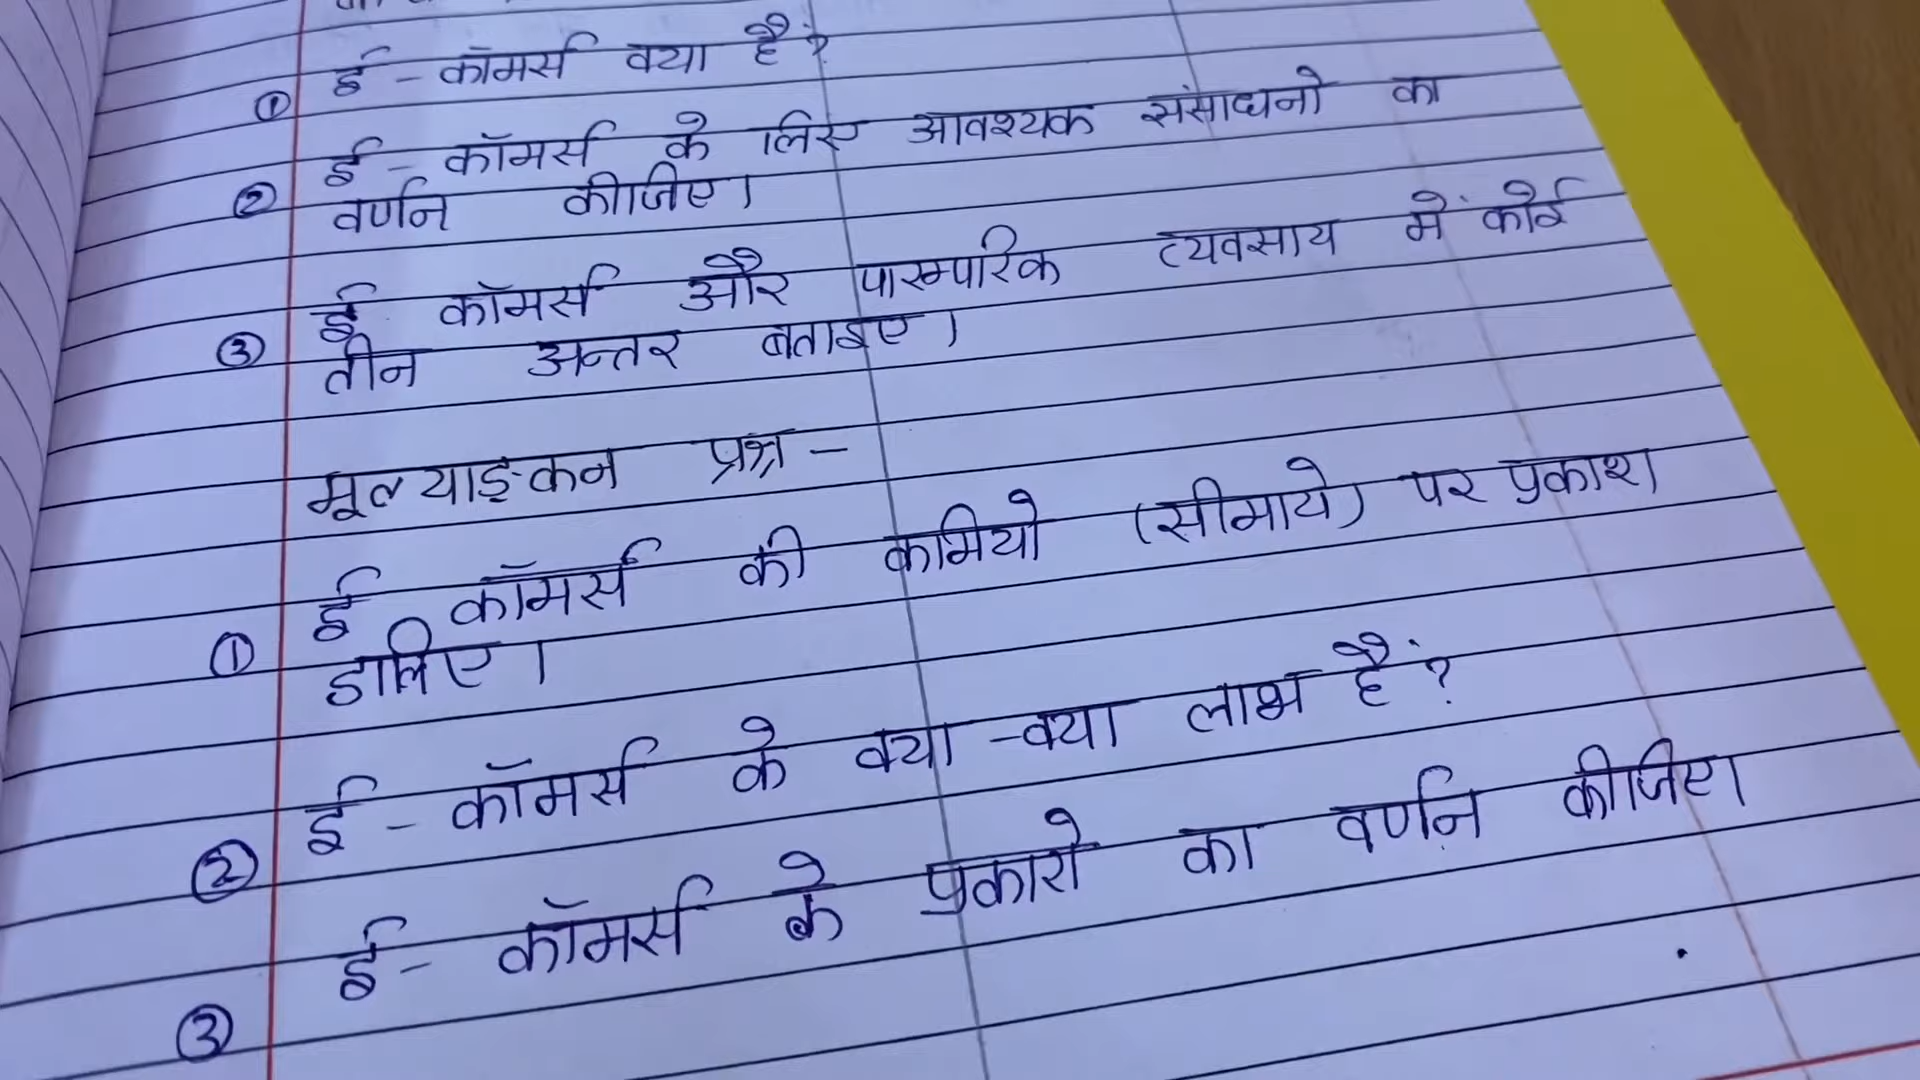 ① ई - कॉमर्स क्या है?
② ई - कॉमर्स के लिए आवश्यक संसाधनो का
वर्णन कीजिए।
③ ई कॉमर्स और पारम्परिक व्यवसाय में कोई
तीन अन्तर बताइए।
मूल्याङ्कन प्रश्न -
① ई कॉमर्स की कमियो (सीमाये) पर प्रकाश
डालिए।
② ई - कॉमर्स के क्या - क्या लाभ हैं?
③ ई - कॉमर्स के प्रकारो का वर्णन कीजिए।